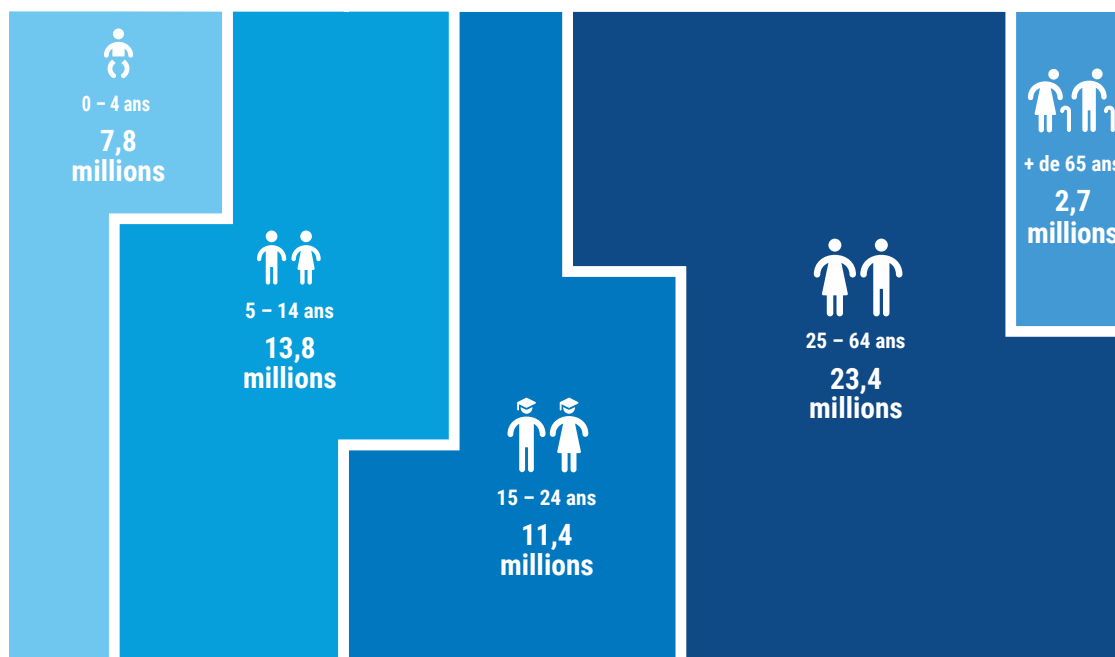 0 – 4 ans
7,8
millions
5 – 14 ans
13,8
millions
15 – 24 ans
11,4
millions
25 – 64 ans
23,4
millions
+ de 65 ans
2,7
millions